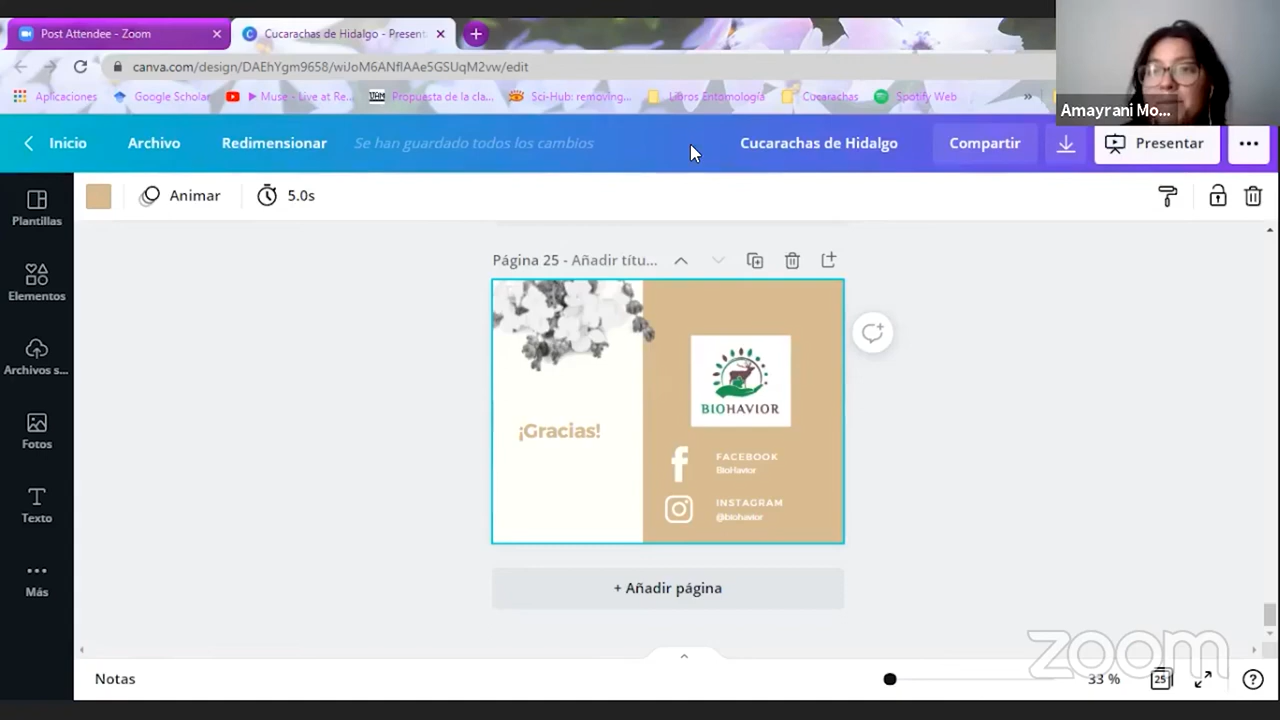 Post Attendee - Zoom
Cucarachas de Hidalgo - Present
canva.com/design/DAEhYgm9658/wiJoM6ANflAAe5GSUqM2vw/edit
Aplicaciones
Google Scholar
Muse - Live at Re...
Propuesta de la cla...
Sci-Hub: removing...
Libros Entomología
Cucarachas
Spotify Web
»
Amayrani Mo...
Inicio
Archivo
Redimensionar
Se han guardado todos los cambios
Cucarachas de Hidalgo
Compartir
Presentar
Animar
5.0s
Plantillas
Elementos
Archivos s...
Fotos
Texto
Más
Página 25 - Añadir títu...
¡Gracias!
BIOHAVIOR
FACEBOOK
BioHavior
INSTAGRAM
@biohavior
+ Añadir página
Notas
33 %
25
zoom